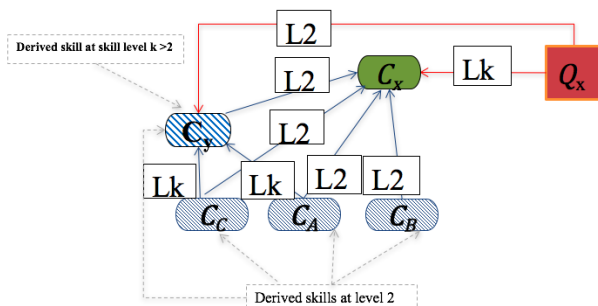 L2
Derived skill at skill level k >2
L2
Cx
Lk
Qx
L2
Cy
Lk
Lk
L2
L2
CC
CA
CB
Derived skills at level 2